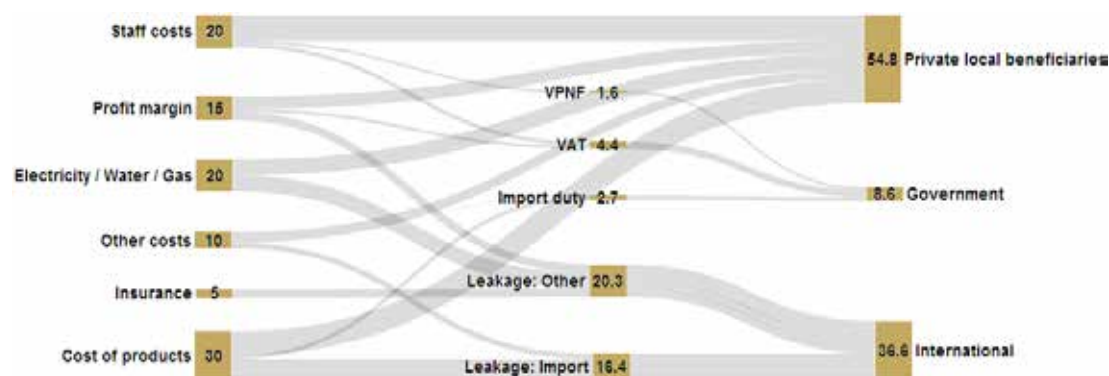 Staff costs 20
Profit margin 15
Electricity / Water / Gas 20
Other costs 10
Insurance 5
Cost of products 30
VPNF 1.6
VAT 4.4
Import duty 2.7
Leakage: Other 20.3
Leakage: Import 16.4
54.8 Private local beneficiaries
8.6 Government
36.6 International